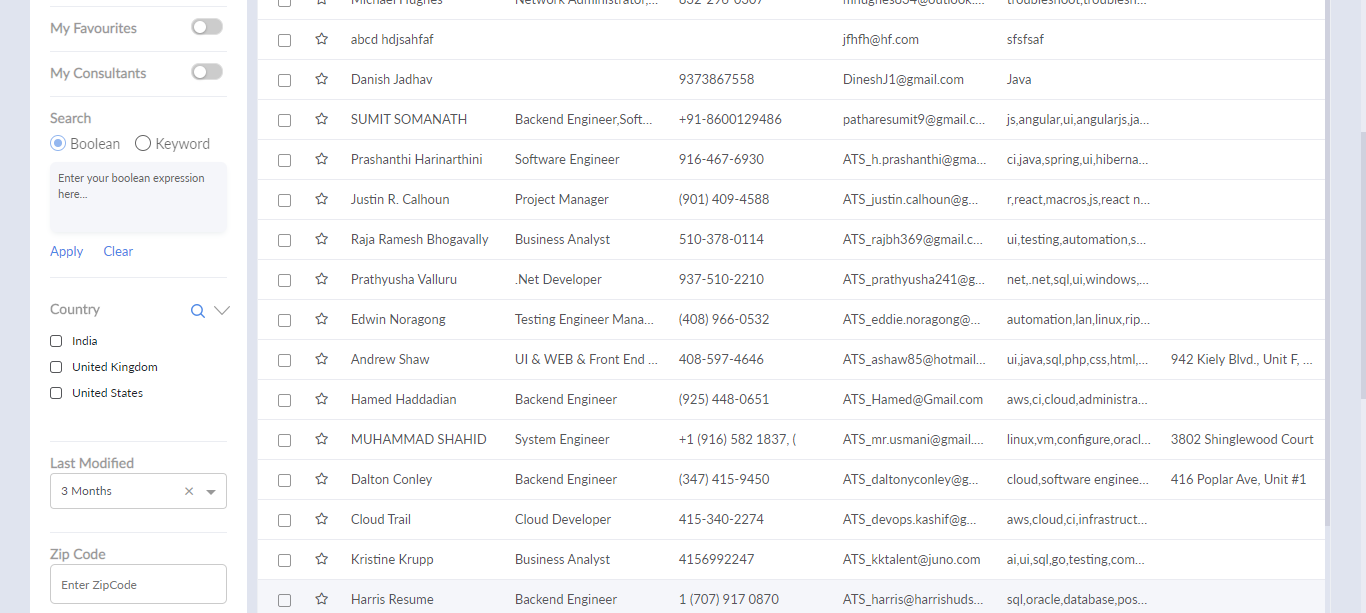 My Favourites
My Consultants
Search
Boolean Keyword
Enter your boolean expression
here...
Apply Clear
Country
India
United Kingdom
United States
Last Modified
3 Months
Zip Code
Enter ZipCode
Michael Hughes Network Administrator,...
abcd hdjsahfaf jfhfh@hf.com sfsfsaf
Danish Jadhav 9373867558 DineshJ1@gmail.com Java
SUMIT SOMANATH Backend Engineer,Soft... +91-8600129486 patharesumit9@gmail.c... js,angular,ui,angularjs,ja...
Prashanthi Harinarthini Software Engineer 916-467-6930 ATS_h.prashanthi@gma... ci,java,spring,ui,hiberna...
Justin R. Calhoun Project Manager (901) 409-4588 ATS_justin.calhoun@g... r,react,macros,js,react n...
Raja Ramesh Bhogavally Business Analyst 510-378-0114 ATS_rajbh369@gmail.c... ui,testing,automation,s...
Prathyusha Valluru .Net Developer 937-510-2210 ATS_prathyusha241@g... net,.net,sql,ui,windows,...
Edwin Noragong Testing Engineer Mana... (408) 966-0532 ATS_eddie.noragong@... automation,lan,linux,rip...
Andrew Shaw UI & WEB & Front End ... 408-597-4646 ATS_ashaw85@hotmail... ui,java,sql,php,css,html,... 942 Kiely Blvd., Unit F, ...
Hamed Haddadian Backend Engineer (925) 448-0651 ATS_Hamed@Gmail.com aws,ci,cloud,administra...
MUHAMMAD SHAHID System Engineer +1 (916) 582 1837, ( ATS_mr.usmani@gmail.... linux,vm,configure,oracl... 3802 Shinglewood Court
Dalton Conley Backend Engineer (347) 415-9450 ATS_daltonyconley@g... cloud,software enginee... 416 Poplar Ave, Unit #1
Cloud Trail Cloud Developer 415-340-2274 ATS_devops.kashif@g... aws,cloud,ci,infrastruct...
Kristine Krupp Business Analyst 4156992247 ATS_kktalent@juno.com ai,ui,sql,go,testing,com...
Harris Resume Backend Engineer 1 (707) 917 0870 ATS_harris@harrishuds... sql,oracle,database,pos...